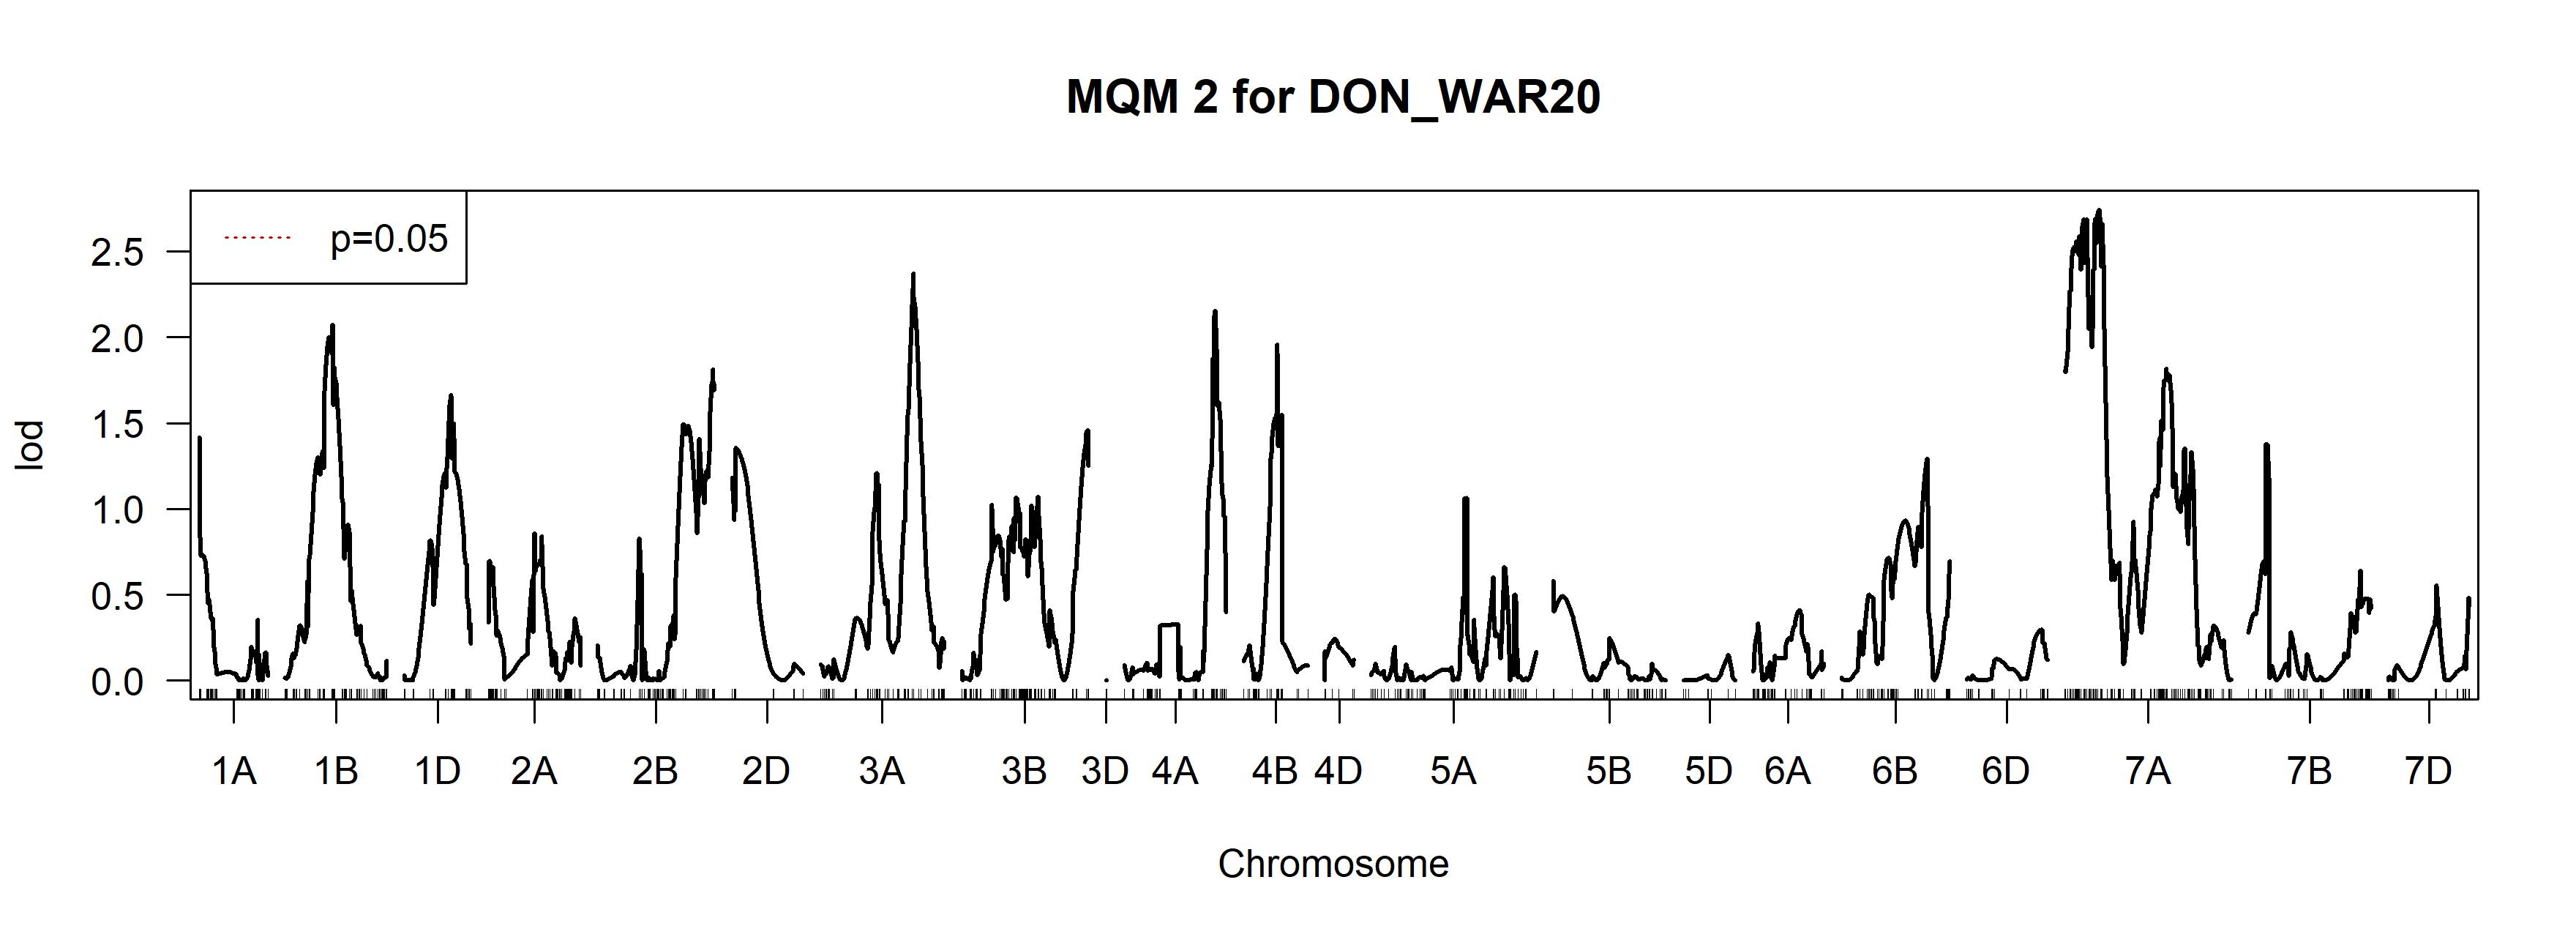 MQM 2 for DON_WAR20
p=0.05
2.5
2.0
1.5
1.0
0.5
0.0
lod
1A 1B 1D 2A 2B 2D 3A 3B 3D 4A 4B 4D 5A 5B 5D 6A 6B 6D 7A 7B 7D
Chromosome